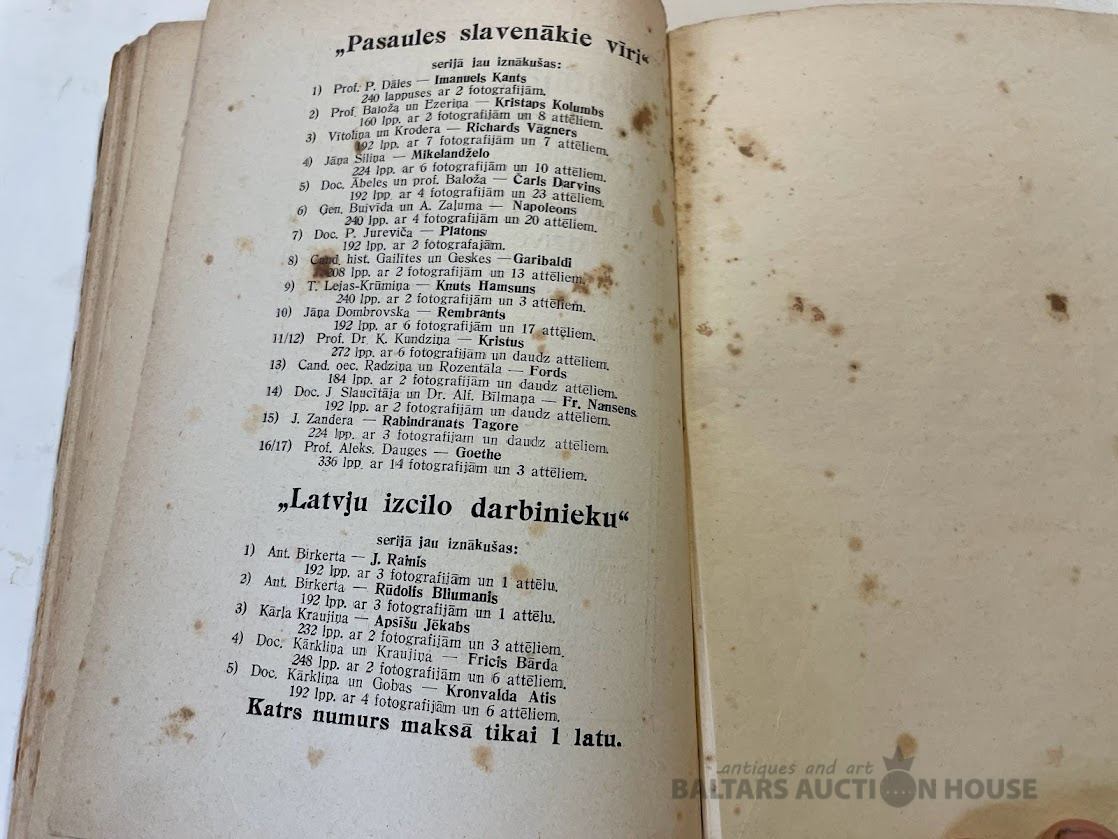 „Pasaules slavenākie vīri“
serijā jau iznākušas:
1) Prof. P. Dāles — Imanuels Kants
240 lappuses ar 2 fotografijām.
2) Prof. Baloža un Ezeriņa — Kristaps Kolumbs
160 lpp. ar 2 fotografijām un 8 attēliem.
3) Vītoliņa un Krodera — Richards Vāgners
192 lpp. ar 7 fotografijām un 7 attēliem.
4) Jāņa Siliņa — Mikelandželo
224 lpp. ar 6 fotografijām un 10 attēliem.
5) Doc. Ābeles un prof. Baloža — Čarls Darvins
192 lpp. ar 4 fotografijām un 23 attēliem.
6) Ģen. Buivīda un A. Zaļuma — Napoleons
240 lpp. ar 4 fotografijām un 20 attēliem.
7) Doc. P. Jureviča — Platons
192 lpp. ar 2 fotografajām.
8) Cand. hist. Gailītes un Geskes — Garibaldi
208 lpp. ar 2 fotografijām un 13 attēliem.
9) T. Lejas-Krūmiņa — Knuts Hamsuns
240 lpp. ar 2 fotografijām un 3 attēliem.
10) Jāņa Dombrovska — Rembrants
192 lpp. ar 6 fotografijām un 17 attēliem.
11/12) Prof. Dr. K. Kundziņa — Kristus
272 lpp. ar 6 fotografijām un daudz attēliem.
13) Cand. oec. Radziņa un Rozentāla — Fords
184 lpp. ar 2 fotografijām un daudz attēliem.
14) Doc. J Slaucītāja un Dr. Alf. Bīlmaņa — Fr. Nansens
192 lpp. ar 2 fotografijām un daudz attēliem.
15) J. Zandera — Rabindranats Tagore
224 lpp. ar 3 fotografijam un daudz attēliem.
16/17) Prof. Aleks. Dauges — Goethe
336 lpp. ar 14 fotografijām un 3 attēliem.
„Latvju izcilo darbinieku“
serijā jau iznākušas:
1) Ant. Birkerta — J. Rainis
192 lpp. ar 3 fotografijām un 1 attēlu.
2) Ant. Birkerta — Rūdolfs Blaumanis
192 lpp. ar 3 fotografijām un 1 attēlu.
3) Kārļa Kraujiņa — Apsīšu Jēkabs
232 lpp. ar 2 fotografijām un 3 attēliem.
4) Doc. Kārkliņa un Kraujiņa — Fricis Bārda
248 lpp. ar 2 fotografijām un 6 attēliem.
5) Doc. Kārkliņa un Gobas — Kronvalda Atis
192 lpp. ar 4 fotografijām un 6 attēliem.
Katrs numurs maksā tikai 1 latu.
antiques and art
BALTARS AUCTION HOUSE